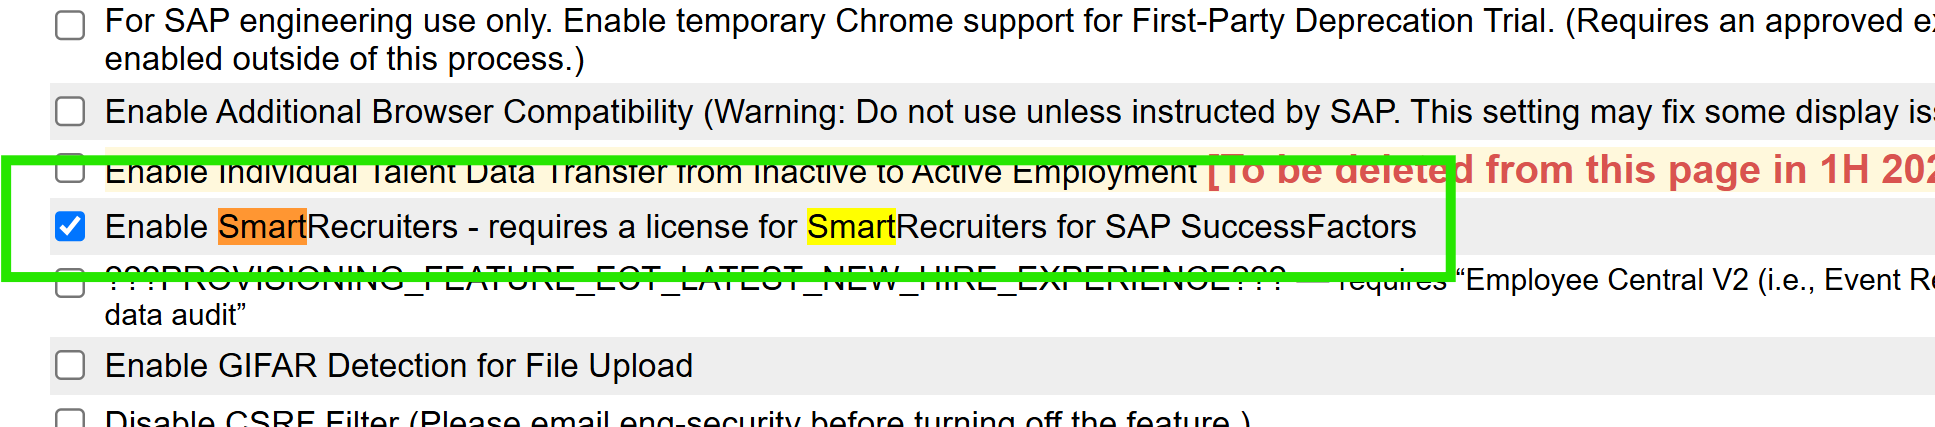 For SAP engineering use only. Enable temporary Chrome support for First-Party Deprecation Trial. (Requires an approved
enabled outside of this process.)
Enable Additional Browser Compatibility (Warning: Do not use unless instructed by SAP. This setting may fix some display
Enable Individual Talent Data Transfer from Inactive to Active Employment [To be deleted from this page in 1H
Enable SmartRecruiters - requires a license for SmartRecruiters for SAP SuccessFactors
???PROVISIONING_FEATURE_ECT_LATEST_NEW_HIRE_EXPERIENCE??? — requires “Employee Central V2 (i.e., Event
data audit”
Enable GIFAR Detection for File Upload
Disable CSRF Filter (Please email eng-security before turning off the feature.)